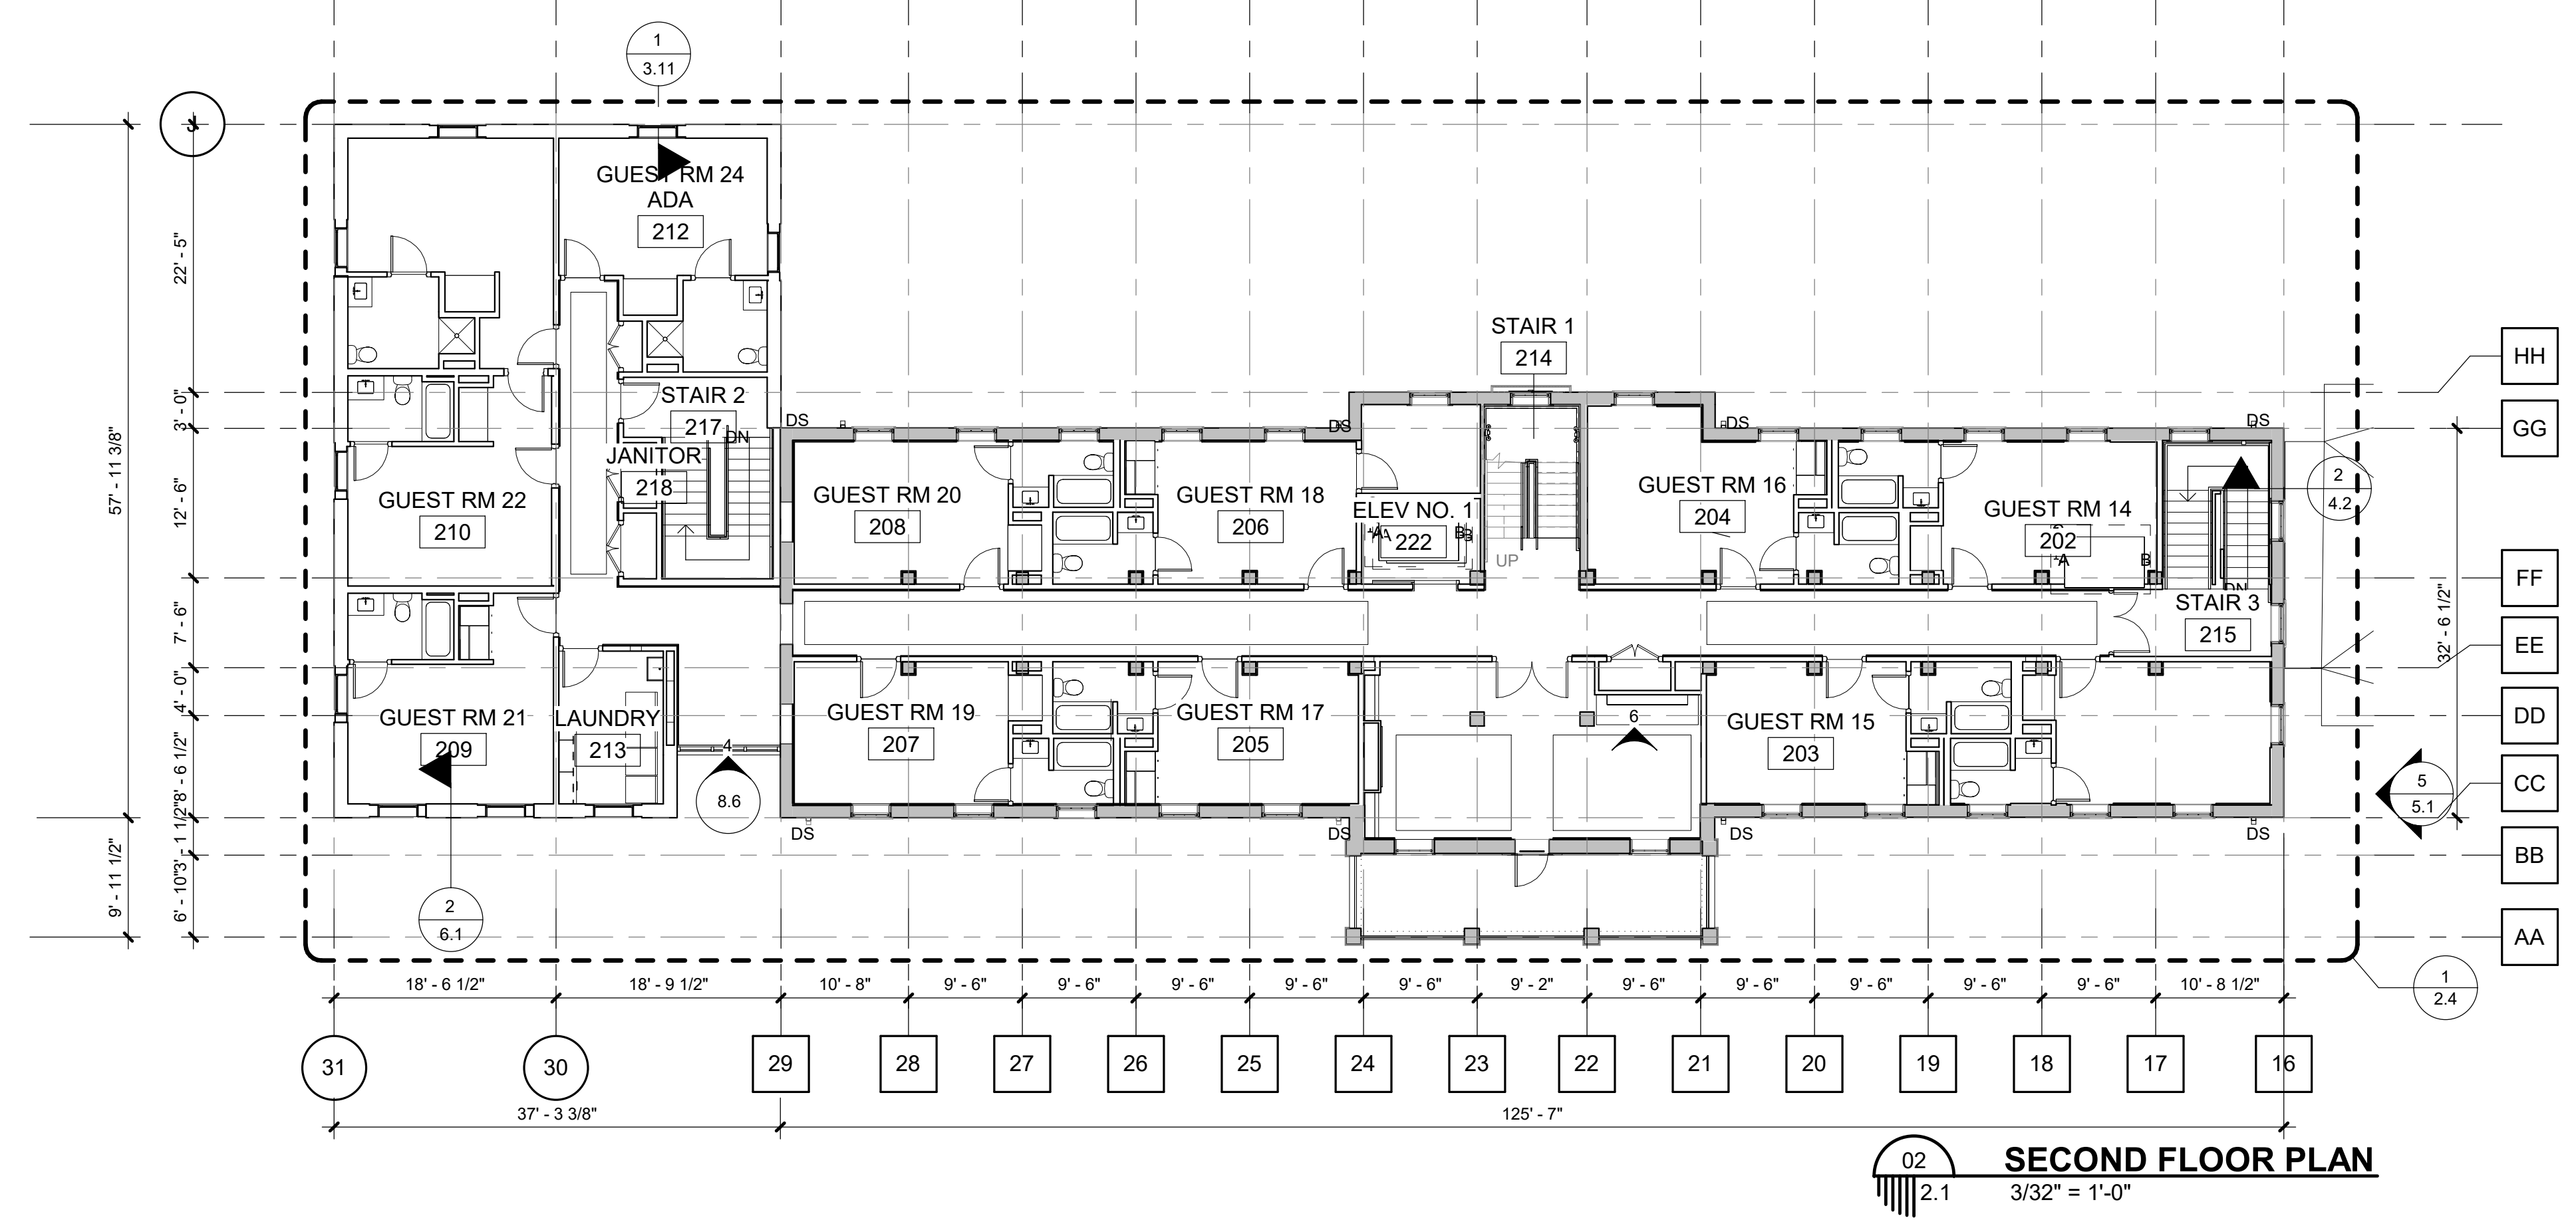 1
3.11
J
GUEST RM 24
ADA
212
22' - 5"
3' - 0"
12' - 6"
7' - 6"
4' - 0"
8' - 6 1/2"
3' - 1 1/2"
6' - 10"
57' - 11 3/8"
9' - 11 1/2"
STAIR 1
214
HH
GG
FF
EE
DD
CC
BB
AA
STAIR 2
217
DN
JANITOR
218
DS
DS
DS
DS
GUEST RM 22
210
GUEST RM 20
208
GUEST RM 18
206
ELEV NO. 1
222
A
A
B
B
UP
GUEST RM 16
204
GUEST RM 14
202
A
B
2
4.2
DN
STAIR 3
215
32' - 6 1/2"
GUEST RM 21
209
LAUNDRY
213
4
8.6
GUEST RM 19
207
GUEST RM 17
205
6
GUEST RM 15
203
5
5.1
DS
DS
DS
DS
2
6.1
1
2.4
18' - 6 1/2"
18' - 9 1/2"
10' - 8"
9' - 6"
9' - 6"
9' - 6"
9' - 6"
9' - 6"
9' - 2"
9' - 6"
9' - 6"
9' - 6"
9' - 6"
9' - 6"
10' - 8 1/2"
31
30
29
28
27
26
25
24
23
22
21
20
19
18
17
16
37' - 3 3/8"
125' - 7"
02
2.1
SECOND FLOOR PLAN
3/32" = 1'-0"